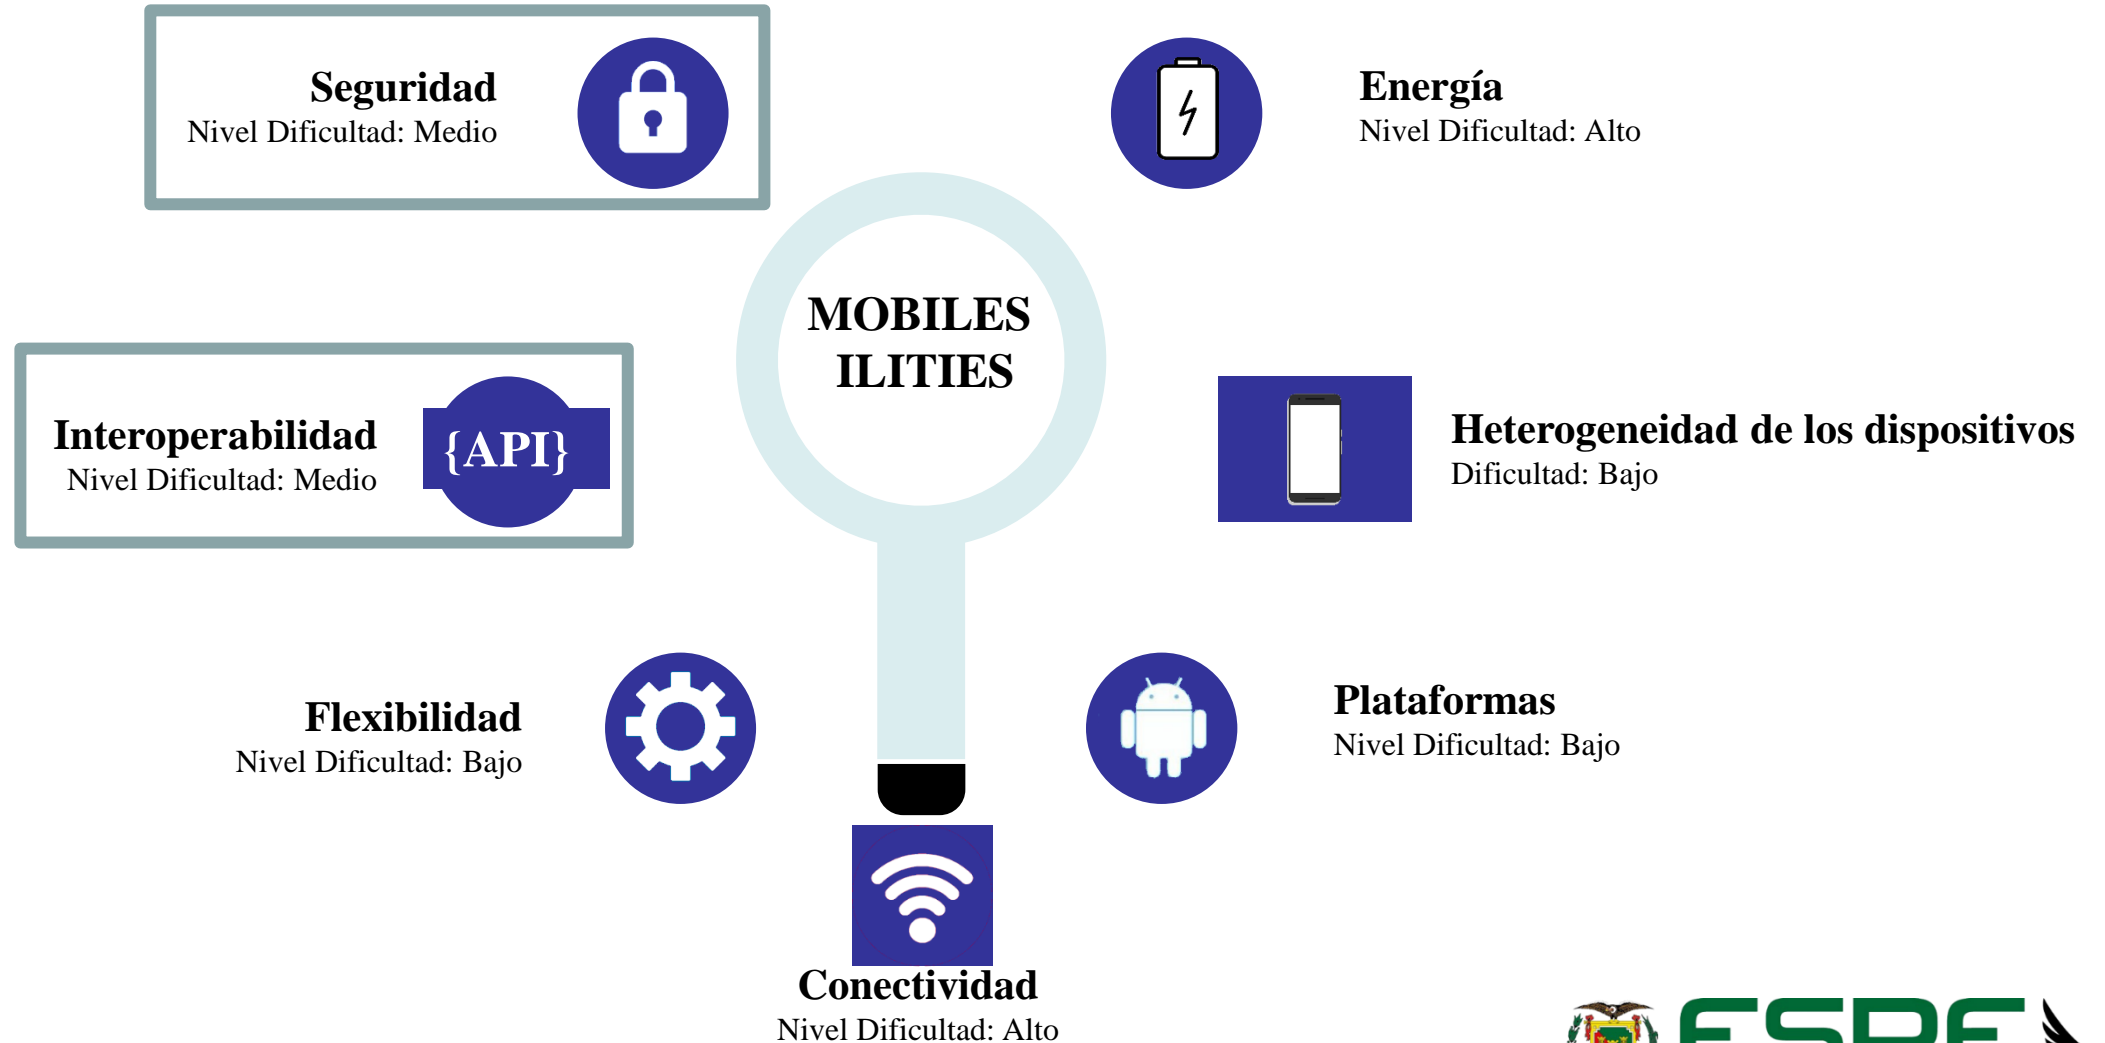 Seguridad
Nivel Dificultad: Medio
Energía
Nivel Dificultad: Alto
MOBILES
ILITIES
Interoperabilidad
Nivel Dificultad: Medio
{API}
Heterogeneidad de los dispositivos
Dificultad: Bajo
Flexibilidad
Nivel Dificultad: Bajo
Plataformas
Nivel Dificultad: Bajo
Conectividad
Nivel Dificultad: Alto
ESPE